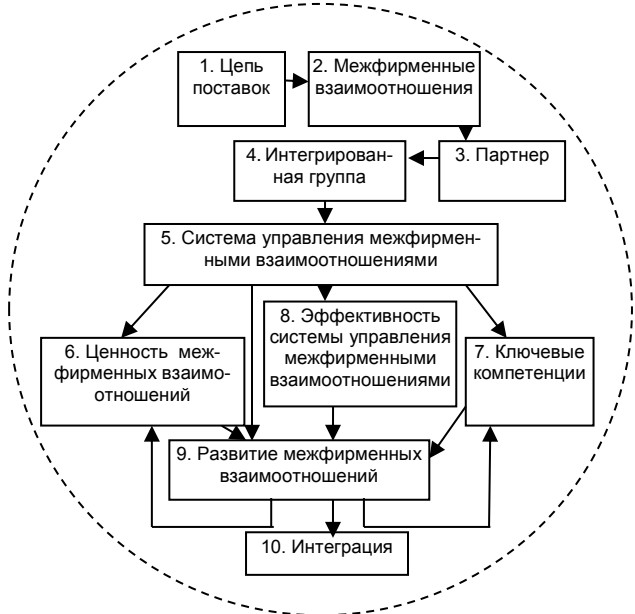 1. Цепь
поставок
2. Межфирменные
взаимоотношения
3. Партнер
4. Интегрирован-
ная группа
5. Система управления межфирмен-
ными взаимоотношениями
8. Эффективность
системы управления
межфирменными
взаимоотношениями
6. Ценность меж-
фирменных взаимо-
отношений
7. Ключевые
компетенции
9. Развитие межфирменных
взаимоотношений
10. Интеграция